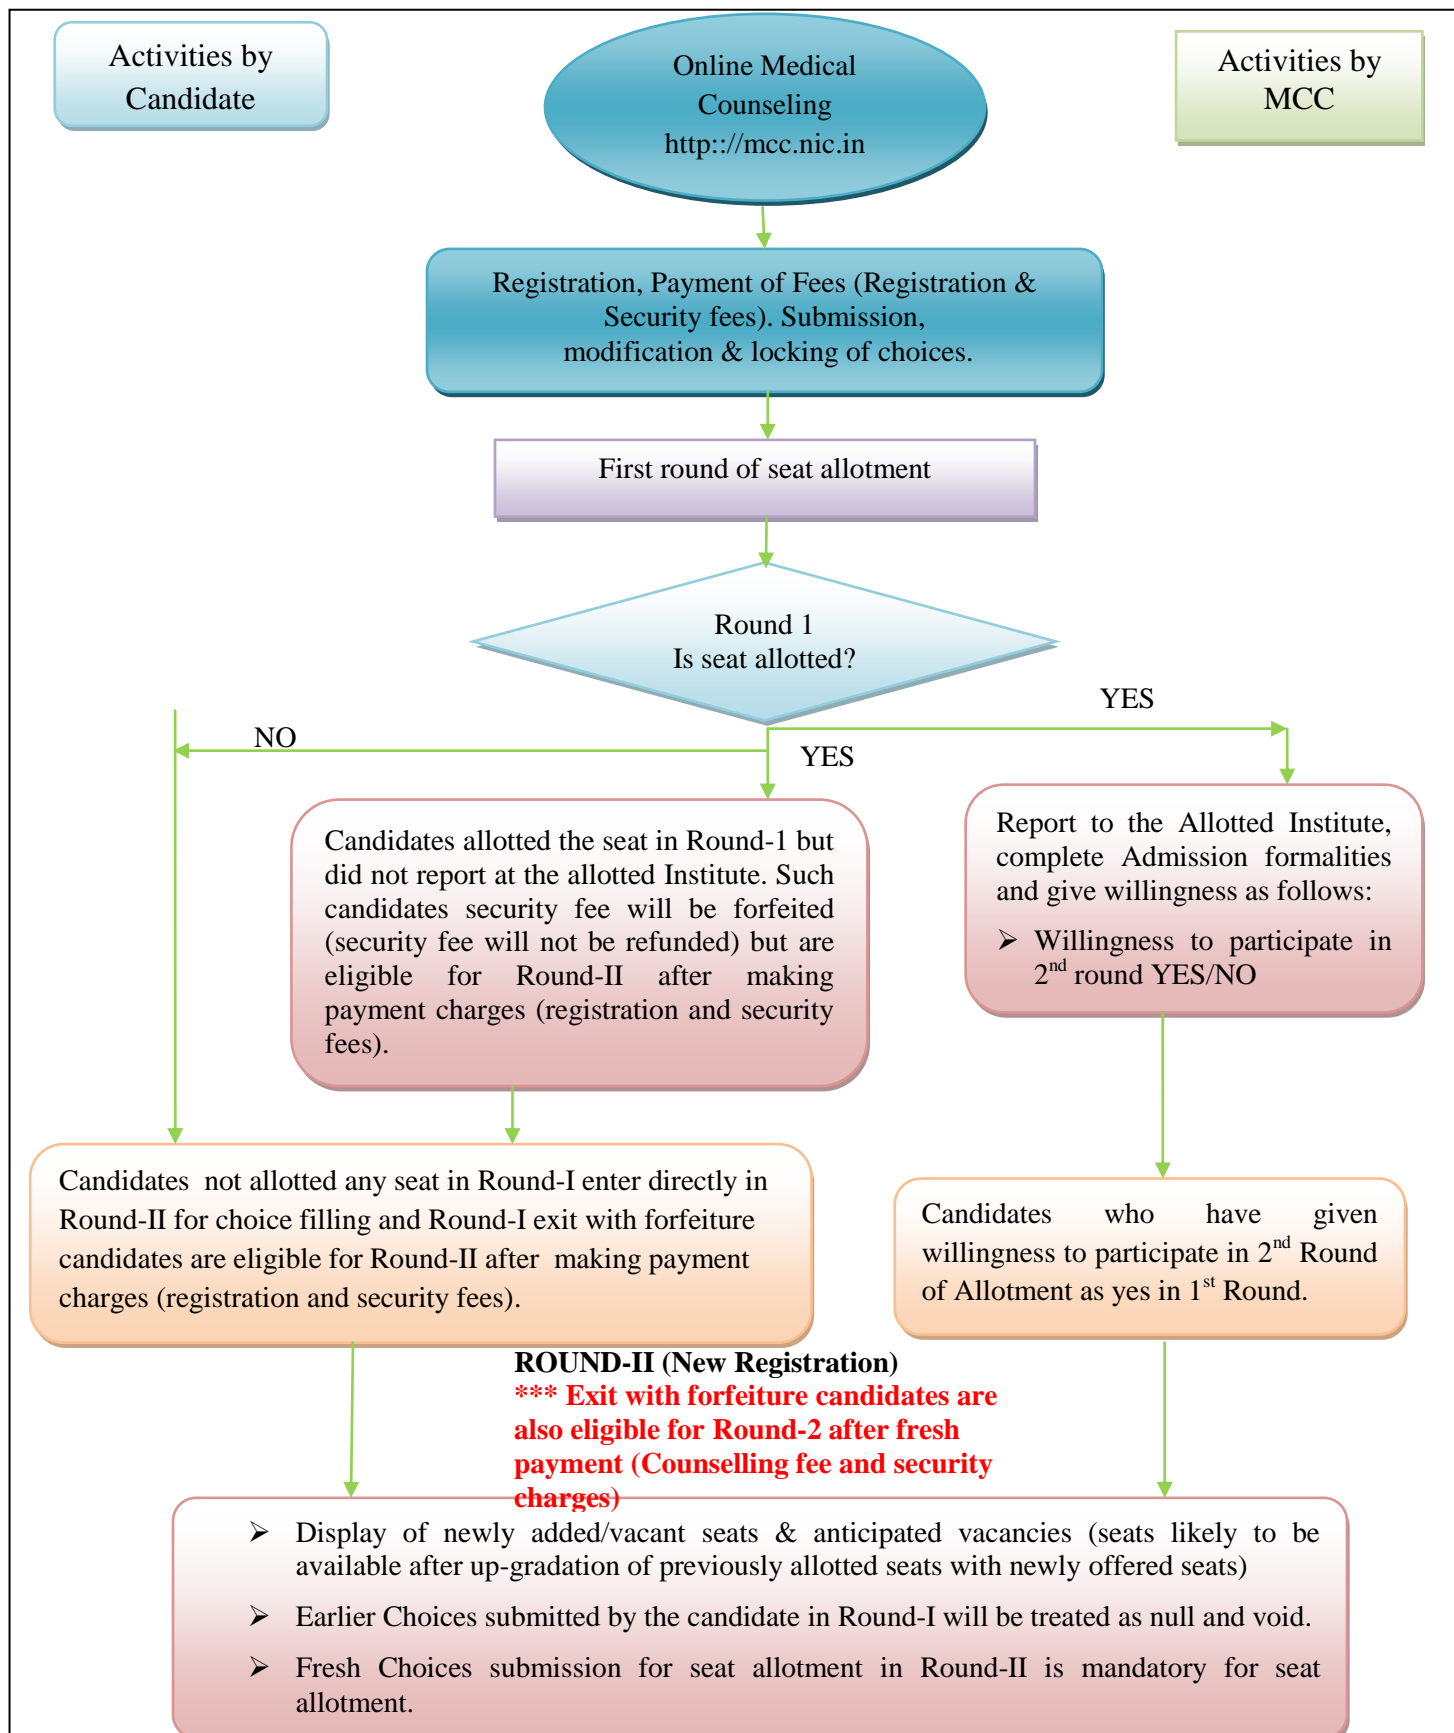 Activities by
Candidate
Online Medical
Counseling
http:://mcc.nic.in
Activities by
MCC
Registration, Payment of Fees (Registration &
Security fees). Submission,
modification & locking of choices.
First round of seat allotment
Round 1
Is seat allotted?
NO
YES
YES
Candidates allotted the seat in Round-1 but
did not report at the allotted Institute. Such
candidates security fee will be forfeited
(security fee will not be refunded) but are
eligible for Round-II after making
payment charges (registration and security
fees).
Report to the Allotted Institute,
complete Admission formalities
and give willingness as follows:
➢ Willingness to participate in
2nd round YES/NO
Candidates not allotted any seat in Round-I enter directly in
Round-II for choice filling and Round-I exit with forfeiture
candidates are eligible for Round-II after making payment
charges (registration and security fees).
Candidates who have given
willingness to participate in 2nd Round
of Allotment as yes in 1st Round.
ROUND-II (New Registration)
*** Exit with forfeiture candidates are
also eligible for Round-2 after fresh
payment (Counselling fee and security
charges)
➢ Display of newly added/vacant seats & anticipated vacancies (seats likely to be
available after up-gradation of previously allotted seats with newly offered seats)
➢ Earlier Choices submitted by the candidate in Round-I will be treated as null and void.
➢ Fresh Choices submission for seat allotment in Round-II is mandatory for seat
allotment.